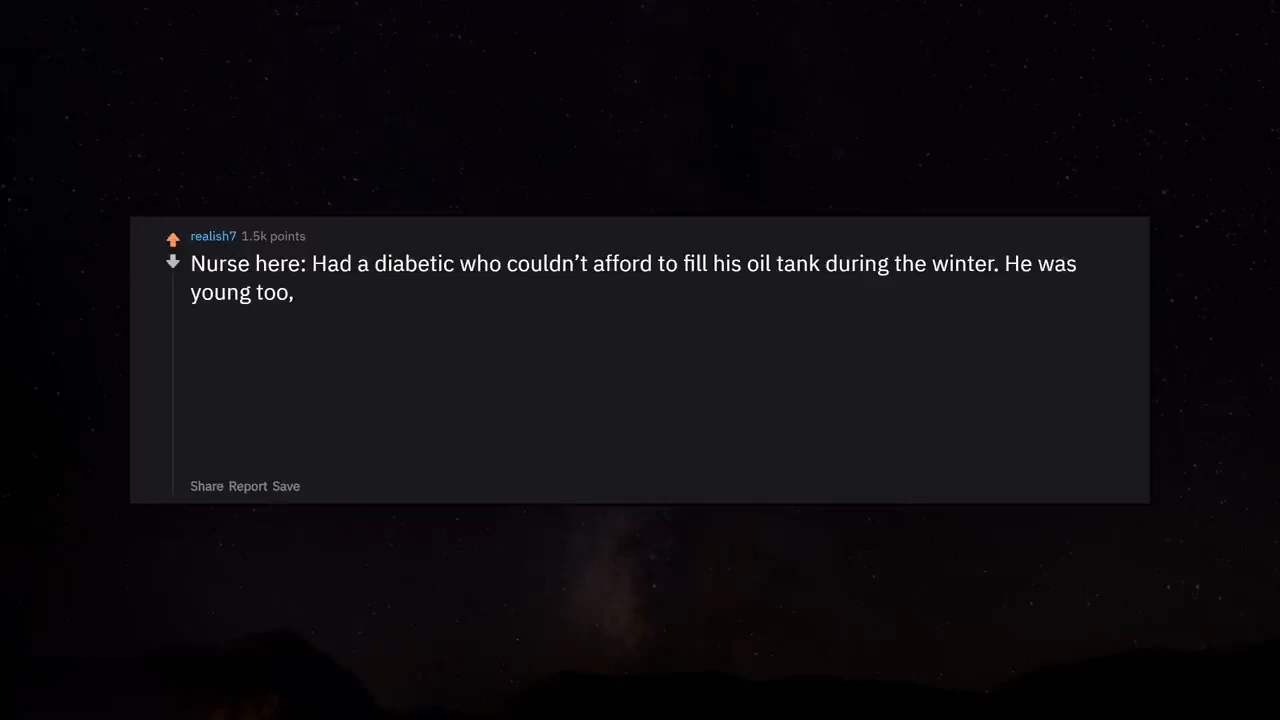 realish7 1.5k points
Nurse here: Had a diabetic who couldn’t afford to fill his oil tank during the winter. He was
young too,
Share Report Save